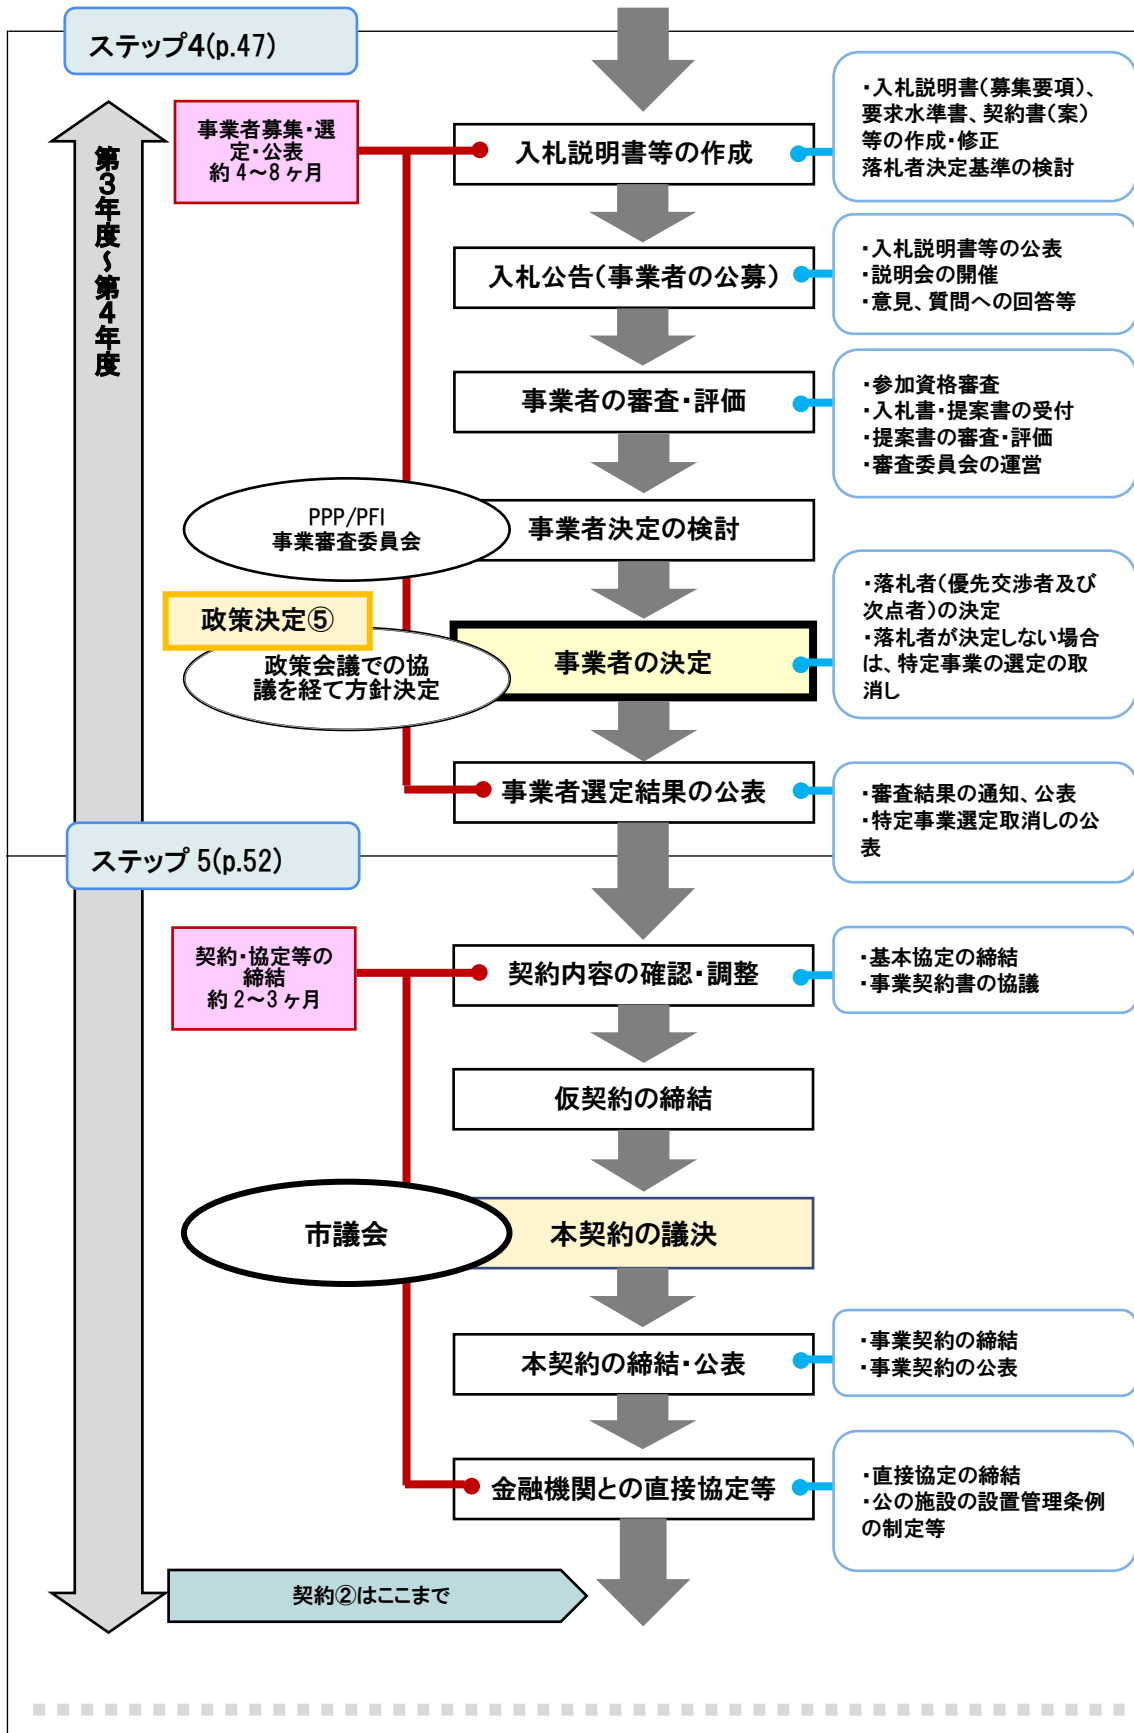 ステップ4(p.47)
事業者募集・選
定・公表
約4～8ヶ月
第3年度～第4年度
入札説明書等の作成
・入札説明書(募集要項)、
要求水準書、契約書(案)
等の作成・修正
落札者決定基準の検討
入札公告(事業者の公募)
・入札説明書等の公表
・説明会の開催
・意見、質問への回答等
事業者の審査・評価
・参加資格審査
・入札書・提案書の受付
・提案書の審査・評価
・審査委員会の運営
PPP/PFI
事業審査委員会
事業者決定の検討
政策決定⑤
政策会議での協
議を経て方針決定
事業者の決定
・落札者(優先交渉者及び
次点者)の決定
・落札者が決定しない場合
は、特定事業の選定の取
消し
事業者選定結果の公表
・審査結果の通知、公表
・特定事業選定取消しの公
表
ステップ5(p.52)
契約・協定等の
締結
約2～3ヶ月
契約内容の確認・調整
・基本協定の締結
・事業契約書の協議
仮契約の締結
市議会
本契約の議決
本契約の締結・公表
・事業契約の締結
・事業契約の公表
金融機関との直接協定等
・直接協定の締結
・公の施設の設置管理条例
の制定等
契約②はここまで